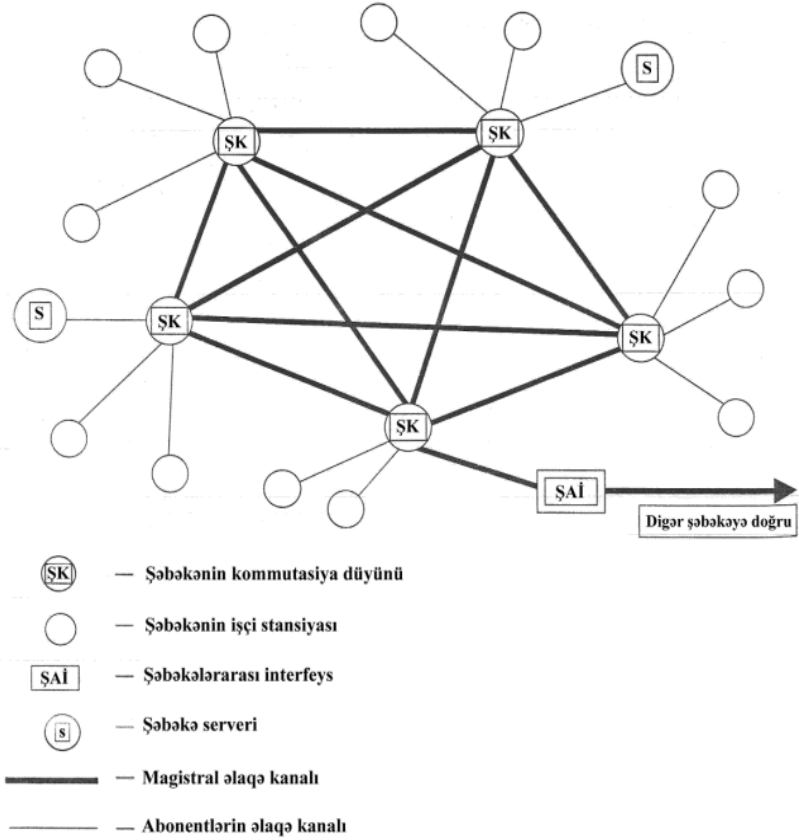 S
ŞK
ŞK
S
ŞK
ŞK
ŞK
ŞAİ
Digər şəbəkəyə doğru
ŞK — Şəbəkənin kommutasiya düyünü
— Şəbəkənin işçi stansiyası
ŞAİ — Şəbəkələrarası interfeys
s — Şəbəkə serveri
— Magistral əlaqə kanalı
— Abonentlərin əlaqə kanalı